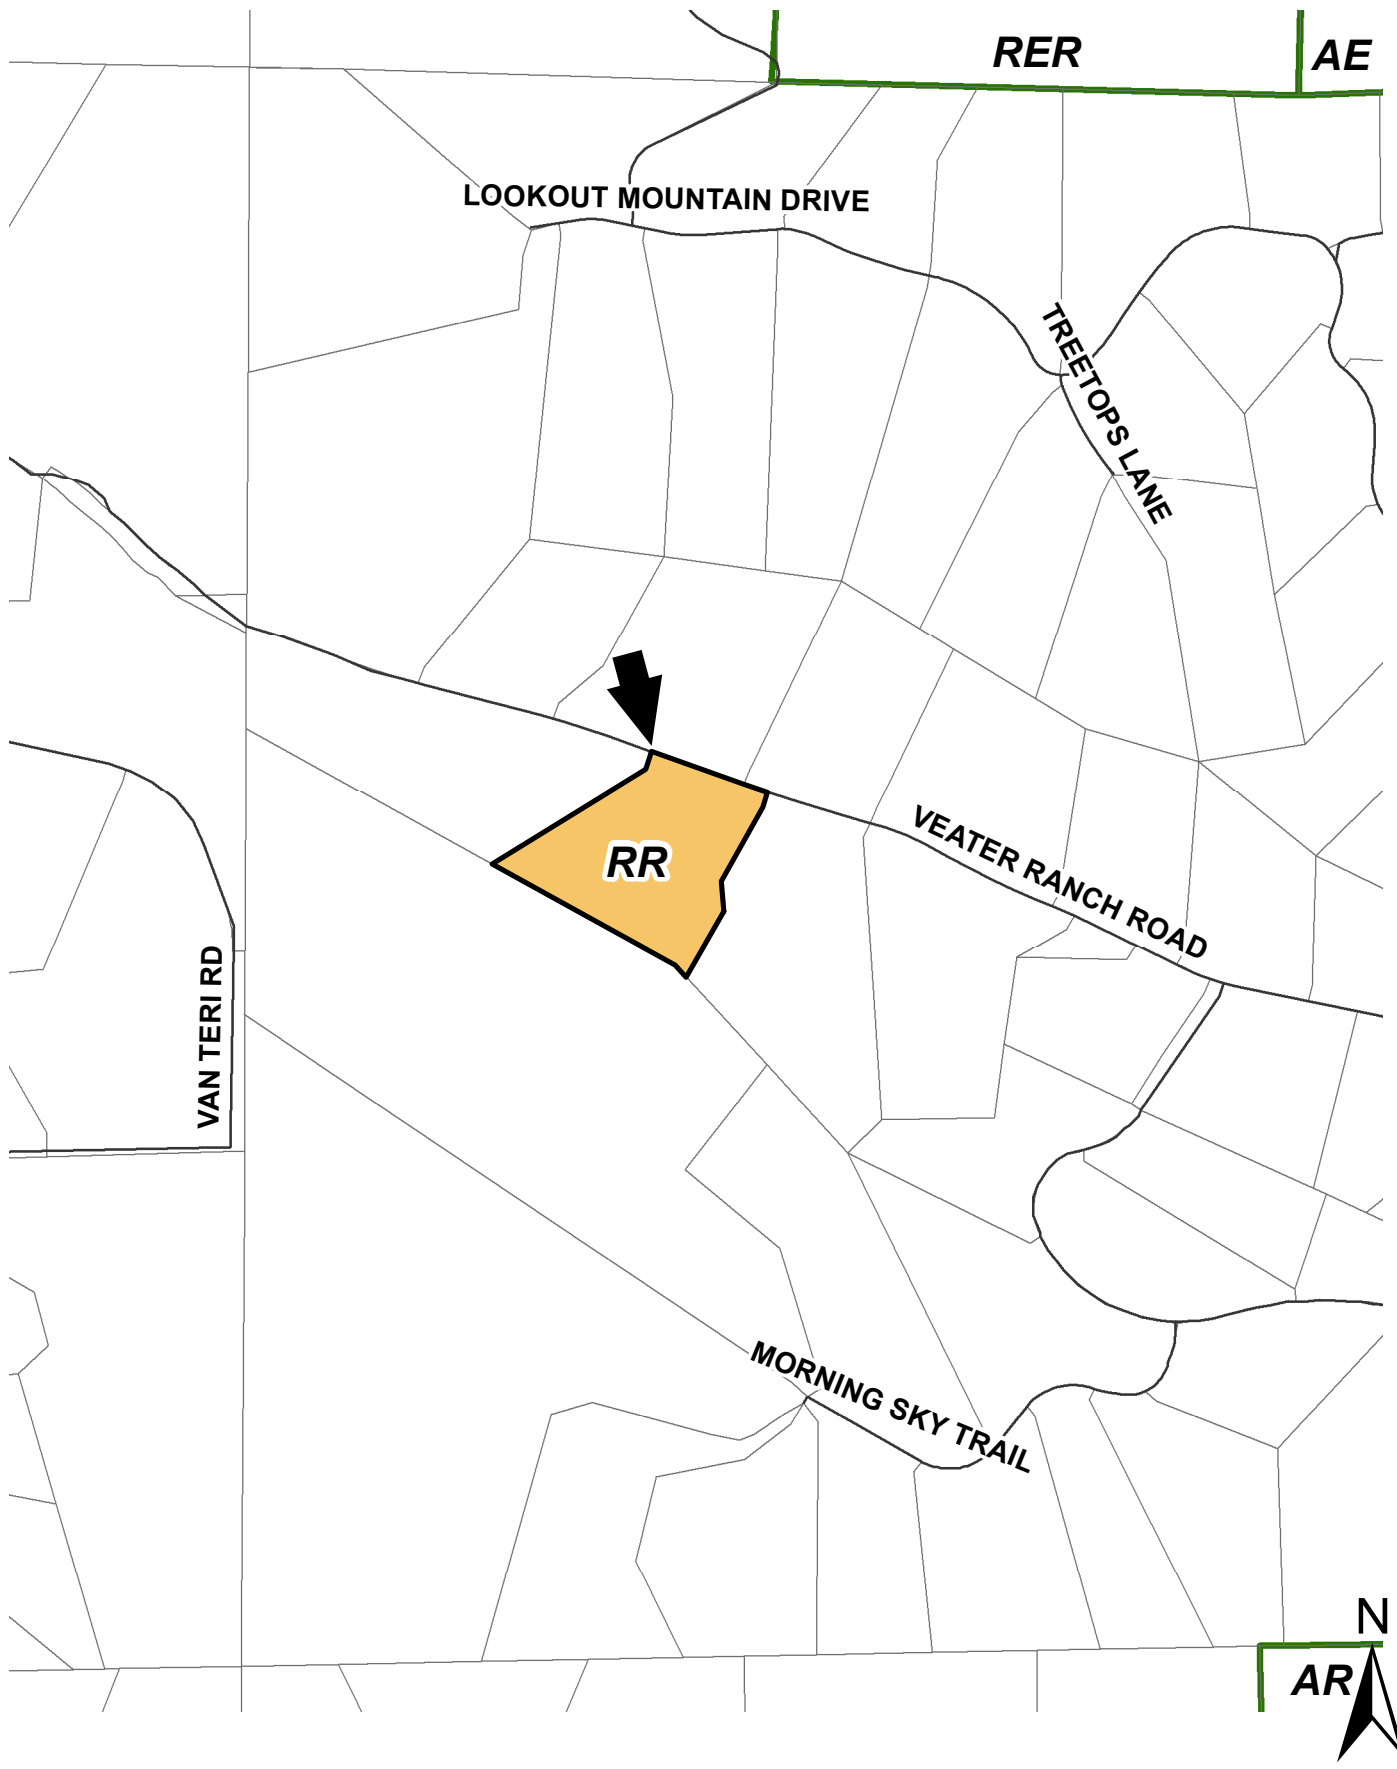 RER
AE
LOOKOUT MOUNTAIN DRIVE
TREETOPS LANE
RR
VEATER RANCH ROAD
VAN TERI RD
MORNING SKY TRAIL
N
AR